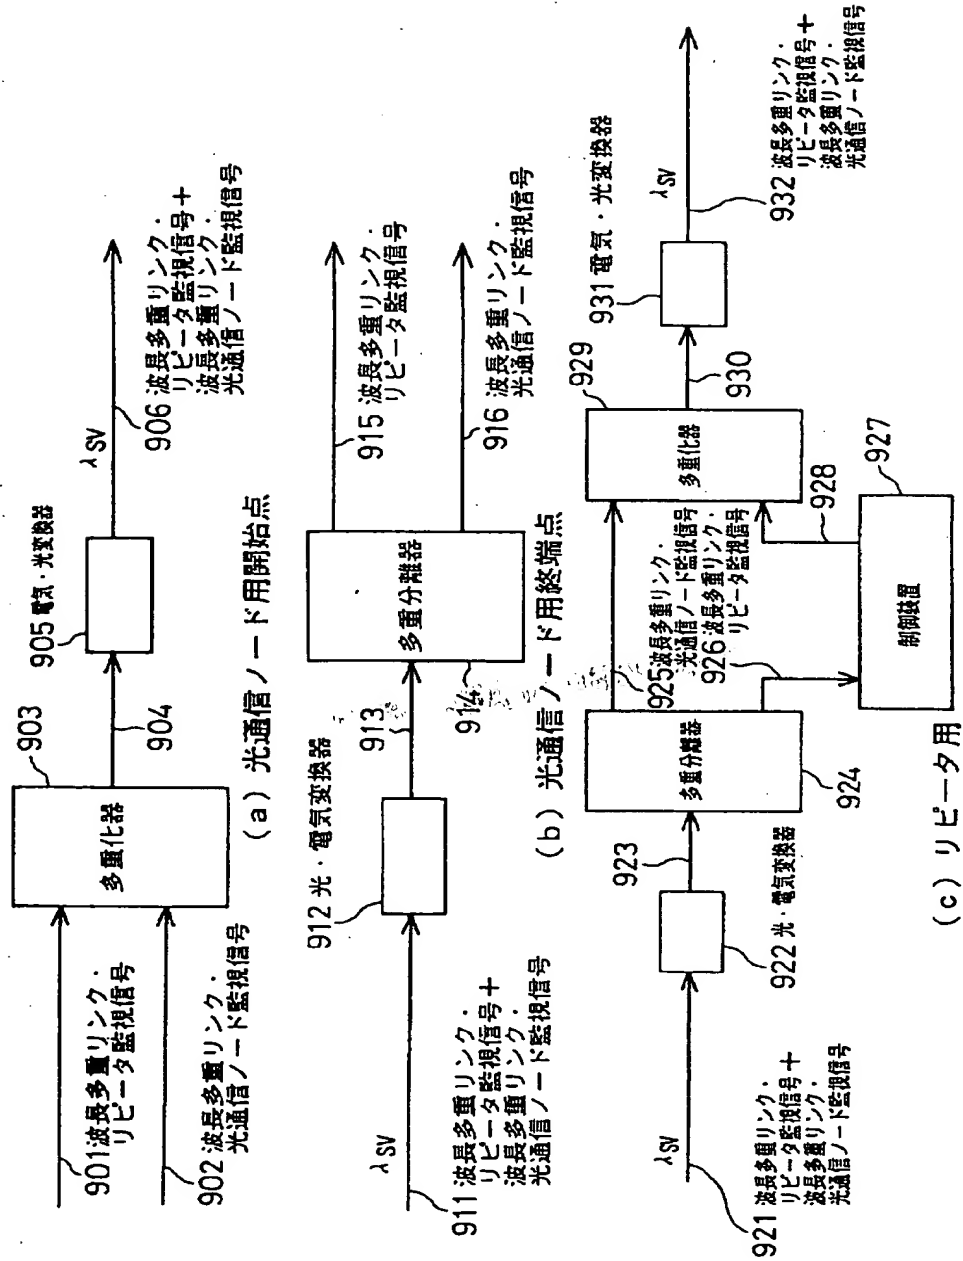 901 波長多重リンク・
リピータ監視信号
902 波長多重リンク・
光通信ノード監視信号
903
多重化器
904
905 電気・光変換器
λSV
906 波長多重リンク・
リピータ監視信号+
波長多重リンク・
光通信ノード監視信号
(a) 光通信ノード用開始点
λSV
911 波長多重リンク・
リピータ監視信号+
波長多重リンク・
光通信ノード監視信号
912 光・電気変換器
913
多重分離器
914
915 波長多重リンク・
リピータ監視信号
916 波長多重リンク・
光通信ノード監視信号
(b) 光通信ノード用終端点
λSV
921 波長多重リンク・
リピータ監視信号+
波長多重リンク・
光通信ノード監視信号
922 光・電気変換器
923
多重分離器
924
925 波長多重リンク・
光通信ノード監視信号
926 波長多重リンク・
リピータ監視信号
制御装置
927
928
多重化器
929
930
931 電気・光変換器
λSV
932 波長多重リンク・
リピータ監視信号+
波長多重リンク・
光通信ノード監視信号
(c) リピータ用